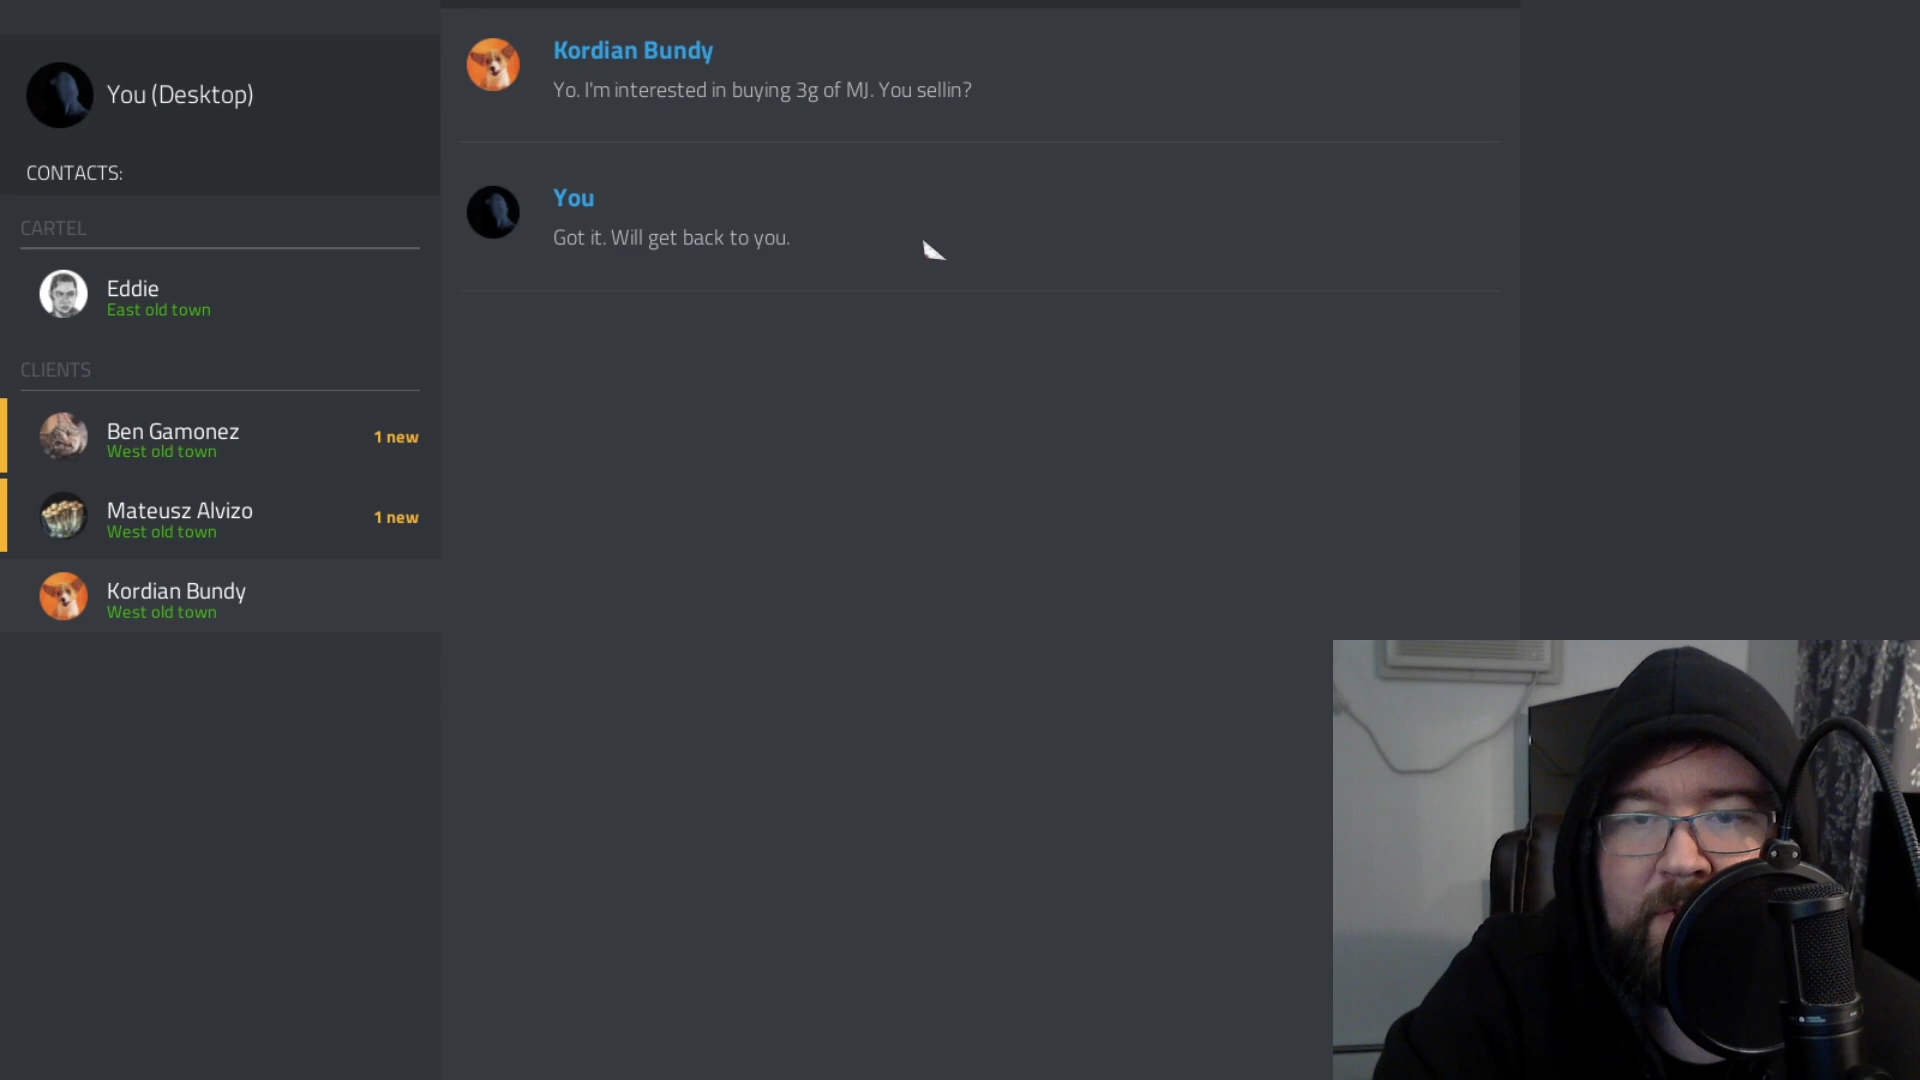 You (Desktop)
CONTACTS:
CARTEL
Eddie
East old town
CLIENTS
Ben Gamonez
West old town
1 new
Mateusz Alvizo
West old town
1 new
Kordian Bundy
West old town
Kordian Bundy
Yo. I'm interested in buying 3g of MJ. You sellin?
You
Got it. Will get back to you.